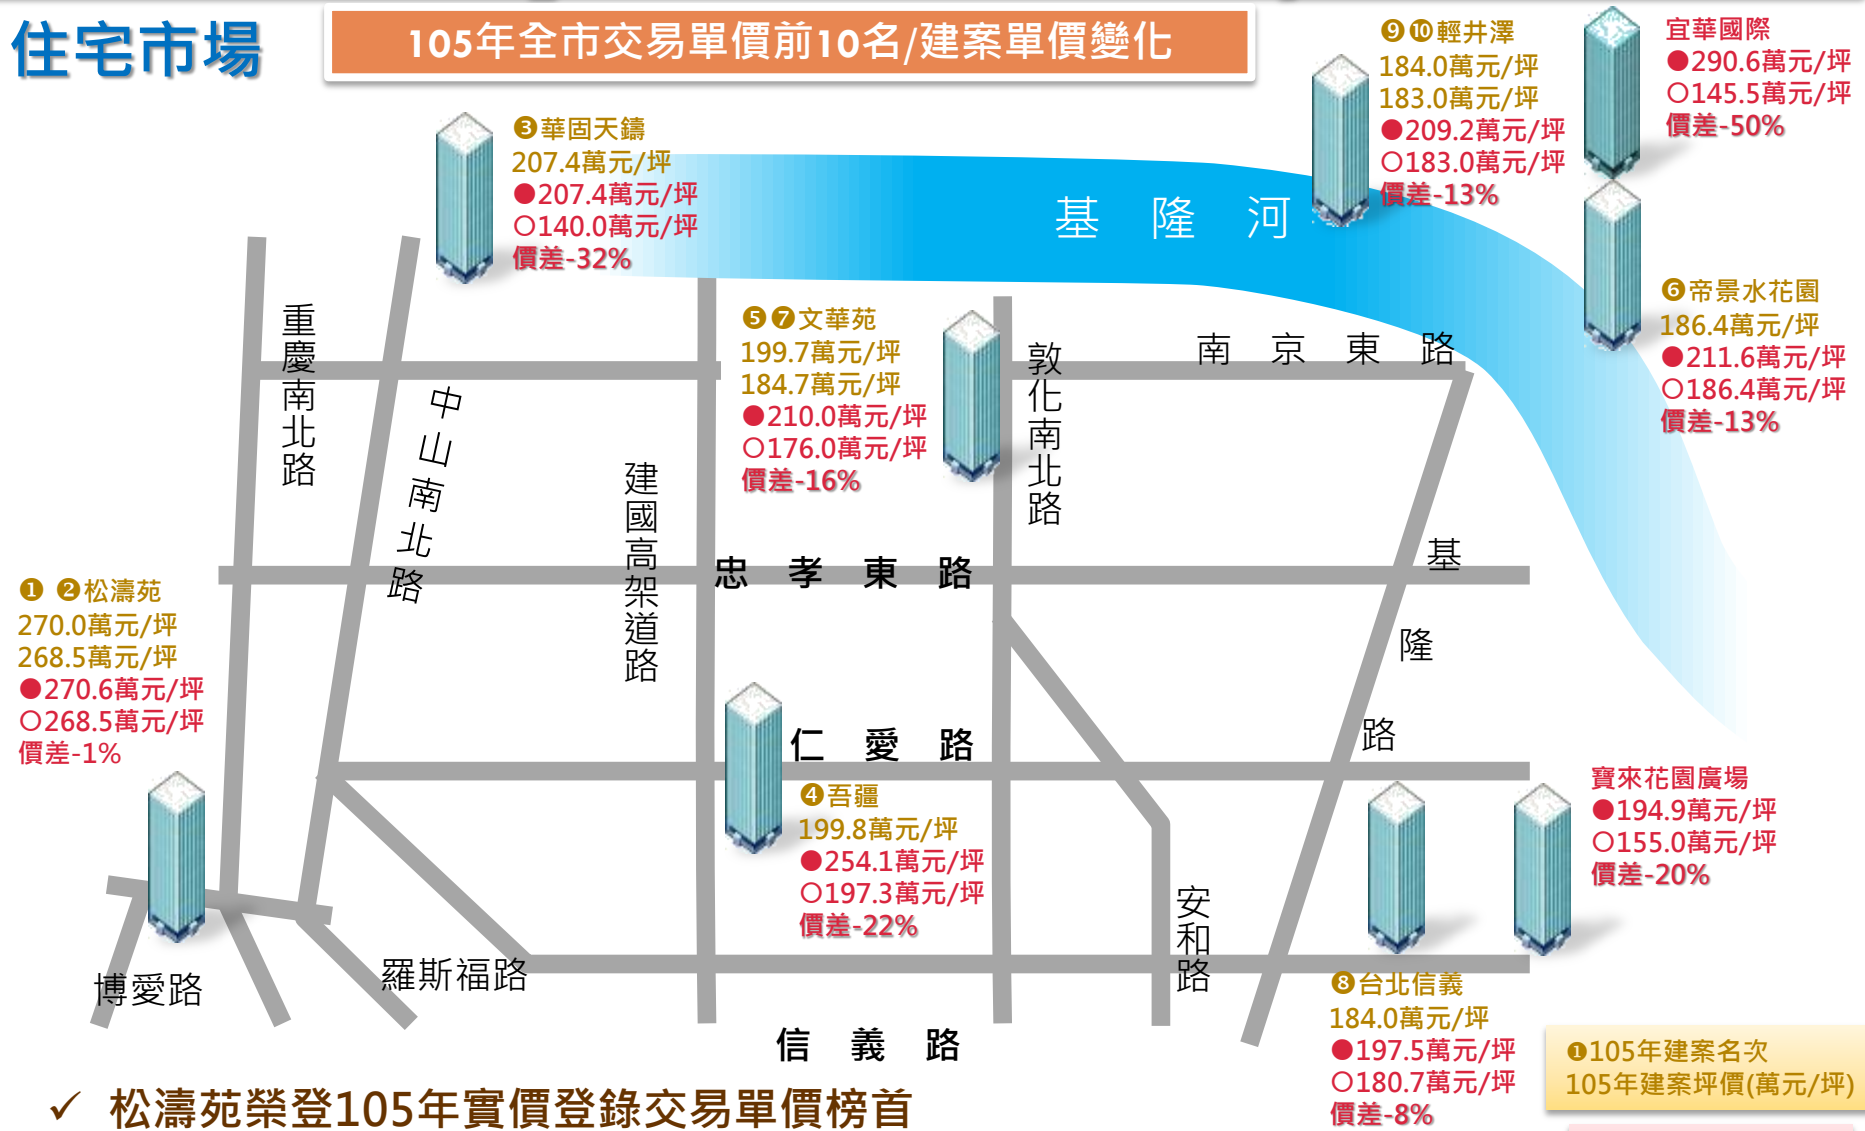 住宅市場
105年全市交易單價前10名/建案單價變化
❾❿輕井澤
184.0萬元/坪
183.0萬元/坪
●209.2萬元/坪
○183.0萬元/坪
價差-13%
宜華國際
●290.6萬元/坪
○145.5萬元/坪
價差-50%
❸華固天鑄
207.4萬元/坪
●207.4萬元/坪
○140.0萬元/坪
價差-32%
基隆河
❻帝景水花園
186.4萬元/坪
●211.6萬元/坪
○186.4萬元/坪
價差-13%
❺❼文華苑
199.7萬元/坪
184.7萬元/坪
●210.0萬元/坪
○176.0萬元/坪
價差-16%
重慶南北路
中山南北路
建國高架道路
敦化南北路
南京東路
忠孝東路
基隆路
❶ ❷松濤苑
270.0萬元/坪
268.5萬元/坪
●270.6萬元/坪
○268.5萬元/坪
價差-1%
仁愛路
❹吾疆
199.8萬元/坪
●254.1萬元/坪
○197.3萬元/坪
價差-22%
寶來花園廣場
●194.9萬元/坪
○155.0萬元/坪
價差-20%
安和路
博愛路
羅斯福路
❽台北信義
184.0萬元/坪
●197.5萬元/坪
○180.7萬元/坪
價差-8%
信義路
❶105年建案名次
105年建案坪價(萬元/坪)
✓ 松濤苑榮登105年實價登錄交易單價榜首